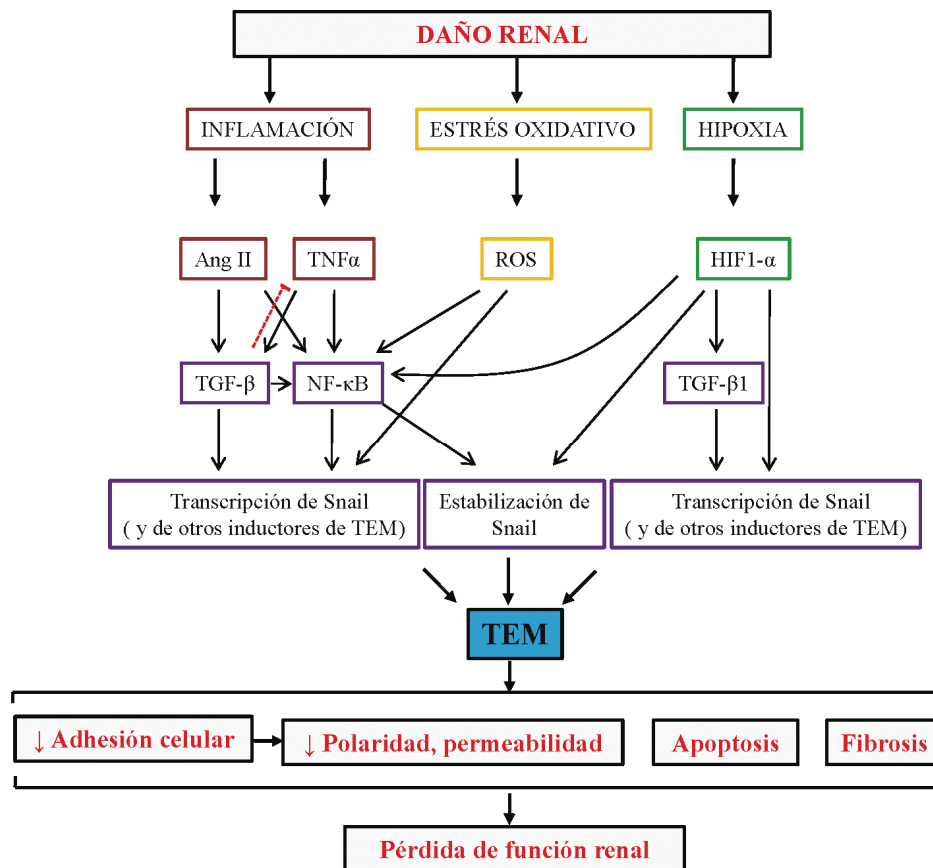 DAÑO RENAL
INFLAMACIÓN
ESTRÉS OXIDATIVO
HIPOXIA
Ang II
TNFα
ROS
HIF1-α
TGF-β
NF-κB
TGF-β1
Transcripción de Snail
( y de otros inductores de TEM)
Estabilización de
Snail
Transcripción de Snail
( y de otros inductores de TEM)
TEM
↓ Adhesión celular
↓ Polaridad, permeabilidad
Apoptosis
Fibrosis
Pérdida de función renal